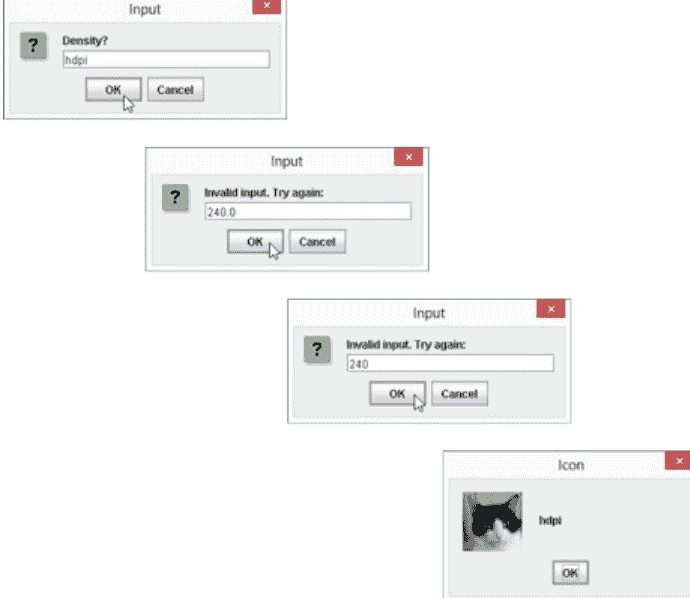 Input
Density?
hdpi
OK Cancel
Input
Invalid input. Try again:
240.0
OK Cancel
Input
Invalid input. Try again:
240
OK Cancel
Icon
hdpi
OK